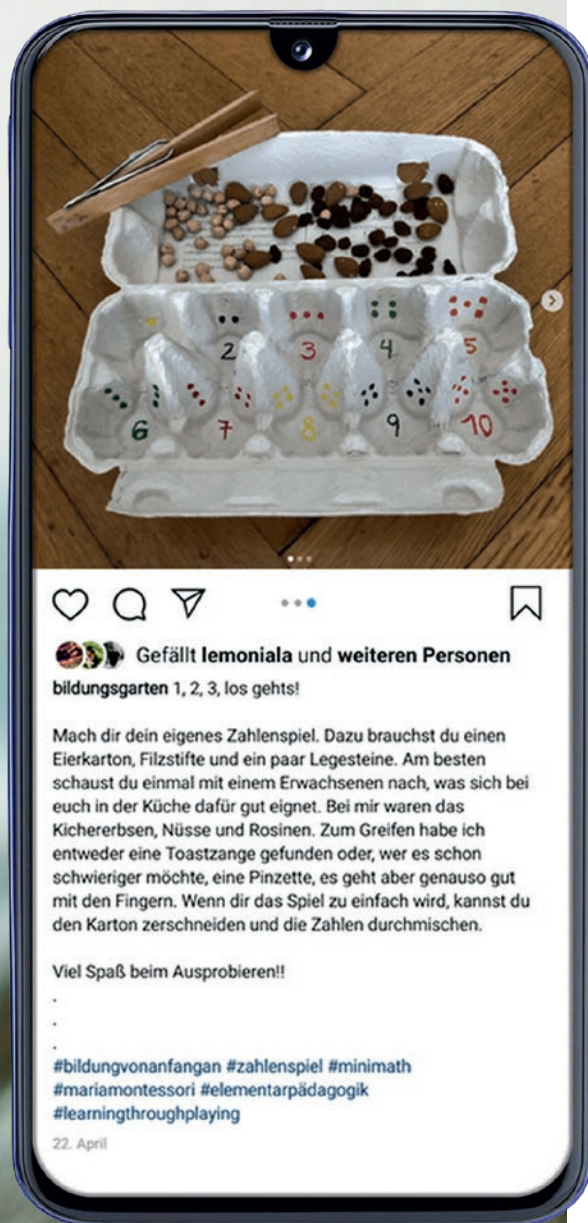 2 3 4 5
6 7 8 9 10
Gefällt lemoniala und weiteren Personen
bildungsgarten 1, 2, 3, los gehts!
Mach dir dein eigenes Zahlenspiel. Dazu brauchst du einen
Eierkarton, Filzstifte und ein paar Legesteine. Am besten
schaust du einmal mit einem Erwachsenen nach, was sich bei
euch in der Küche dafür gut eignet. Bei mir waren das
Kichererbsen, Nüsse und Rosinen. Zum Greifen habe ich
entweder eine Toastzange gefunden oder, wer es schon
schwieriger möchte, eine Pinzette, es geht aber genauso gut
mit den Fingern. Wenn dir das Spiel zu einfach wird, kannst du
den Karton zerschneiden und die Zahlen durchmischen.
Viel Spaß beim Ausprobieren!!
.
.
.
#bildungvonanfangan #zahlenspiel #minimath
#mariamontessori #elementarpädagogik
#learningthroughplaying
22. April